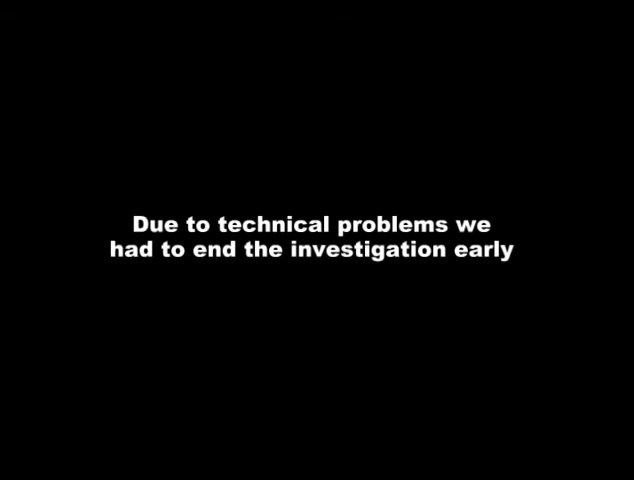 Due to technical problems we
had to end the investigation early